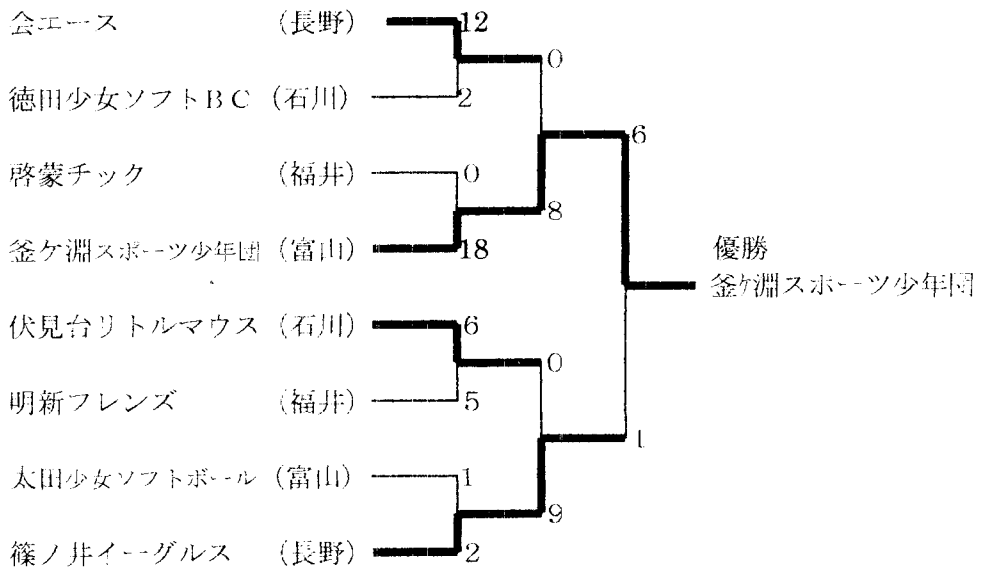 会エース （長野） 12
0
徳田少女ソフトＢＣ （石川） 2
6
啓蒙チック （福井） 0
8
釜ケ淵スポーツ少年団 （富山） 18
優勝
釜ケ淵スポーツ少年団
伏見台リトルマウス （石川） 6
0
明新フレンズ （福井） 5
1
太田少女ソフトボール （富山） 1
9
篠ノ井イーグルス （長野） 2